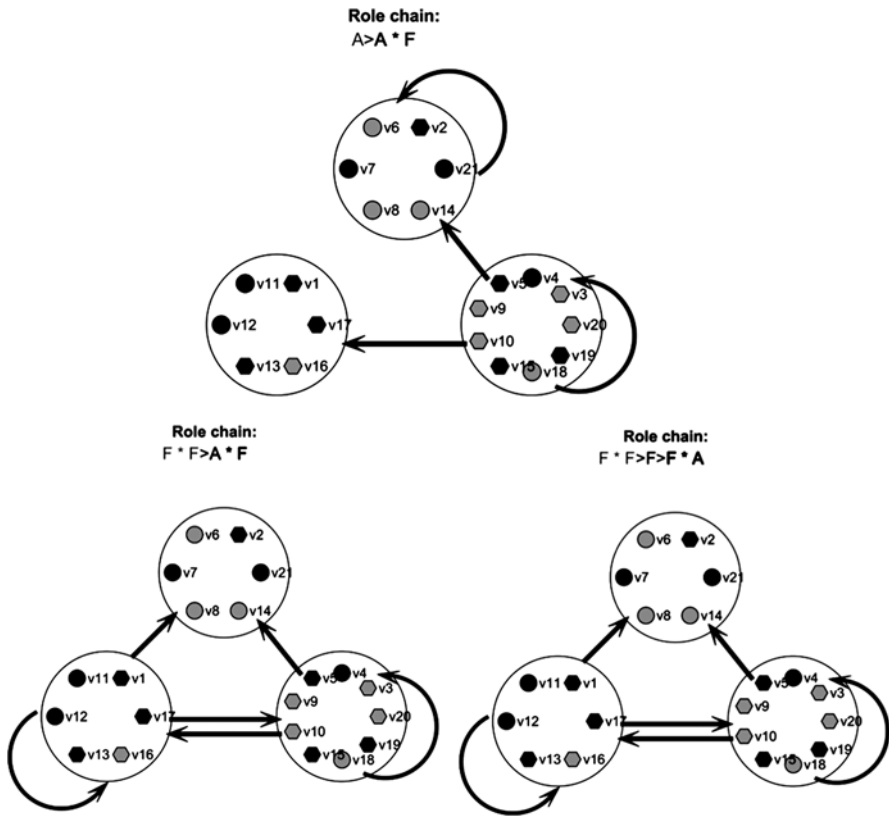 Role chain:
A>A * F
v6 v2
v7 v21
v8 v14
v11 v1
v12 v17
v13 v16
v5 v4
v3
v9
v10 v20
v15 v19
v18
Role chain:
F * F>A * F
v6 v2
v7 v21
v8 v14
v11 v1
v12 v17
v13 v16
v5 v4
v3
v9
v10 v20
v15 v19
v18
Role chain:
F * F>F>F * A
v6 v2
v7 v21
v8 v14
v11 v1
v12 v17
v13 v16
v5 v4
v3
v9
v10 v20
v15 v19
v18